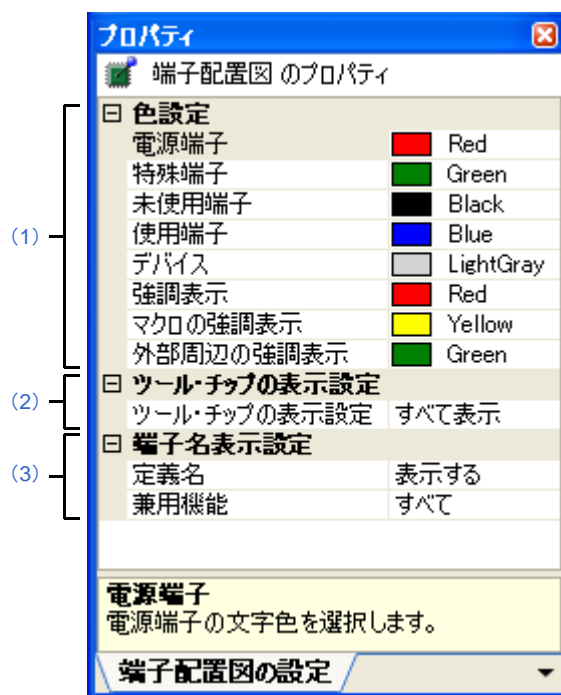 プロパティ
端子配置図 のプロパティ
(1)
色設定
電源端子 Red
特殊端子 Green
未使用端子 Black
使用端子 Blue
デバイス LightGray
強調表示 Red
マクロの強調表示 Yellow
外部周辺の強調表示 Green
(2)
ツール・チップの表示設定
ツール・チップの表示設定 すべて表示
(3)
端子名表示設定
定義名 表示する
兼用機能 すべて
電源端子
電源端子の文字色を選択します。
端子配置図の設定